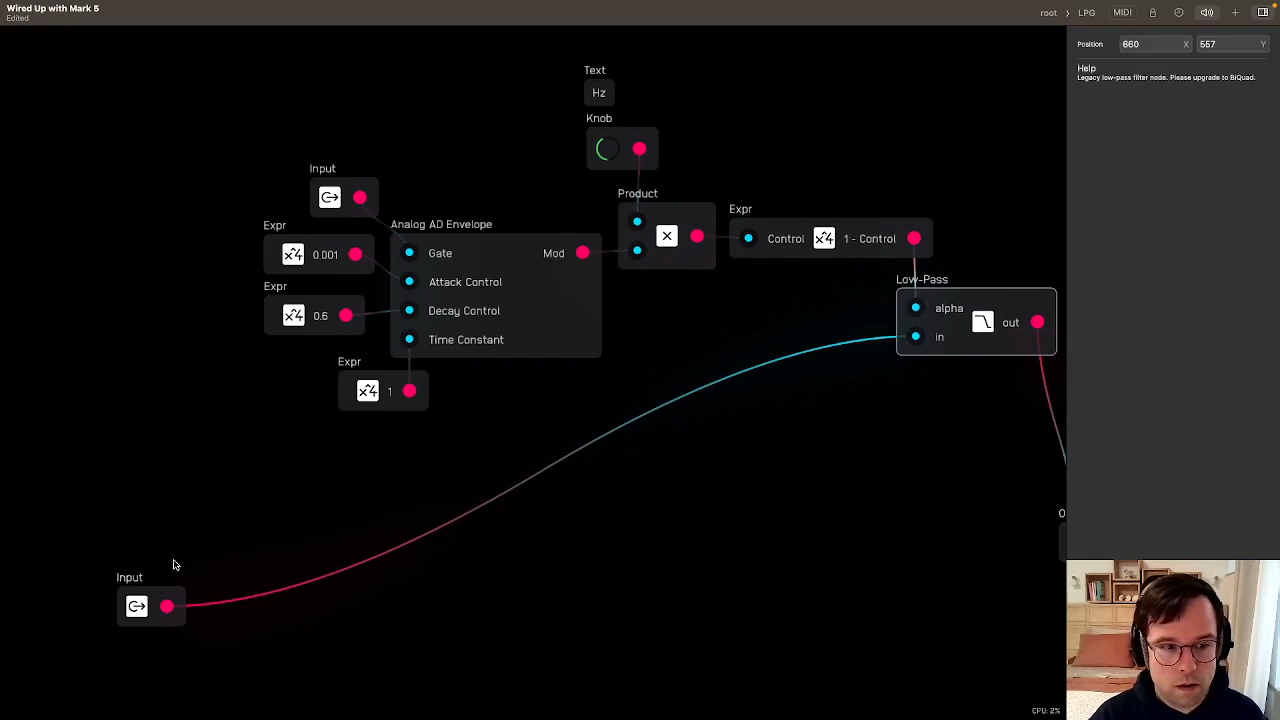 Wired Up with Mark 5
Edited
root
LPG
MIDI
Position
660
X
557
Y
Help
Legacy low-pass filter node. Please upgrade to BiQuad.
Text
Hz
Knob
Input
Product
Expr
Control
1 - Control
Expr
0.001
Analog AD Envelope
Gate
Mod
Attack Control
Decay Control
Time Constant
Low-Pass
alpha
out
in
Expr
0.6
Expr
1
Input
CPU: 2%